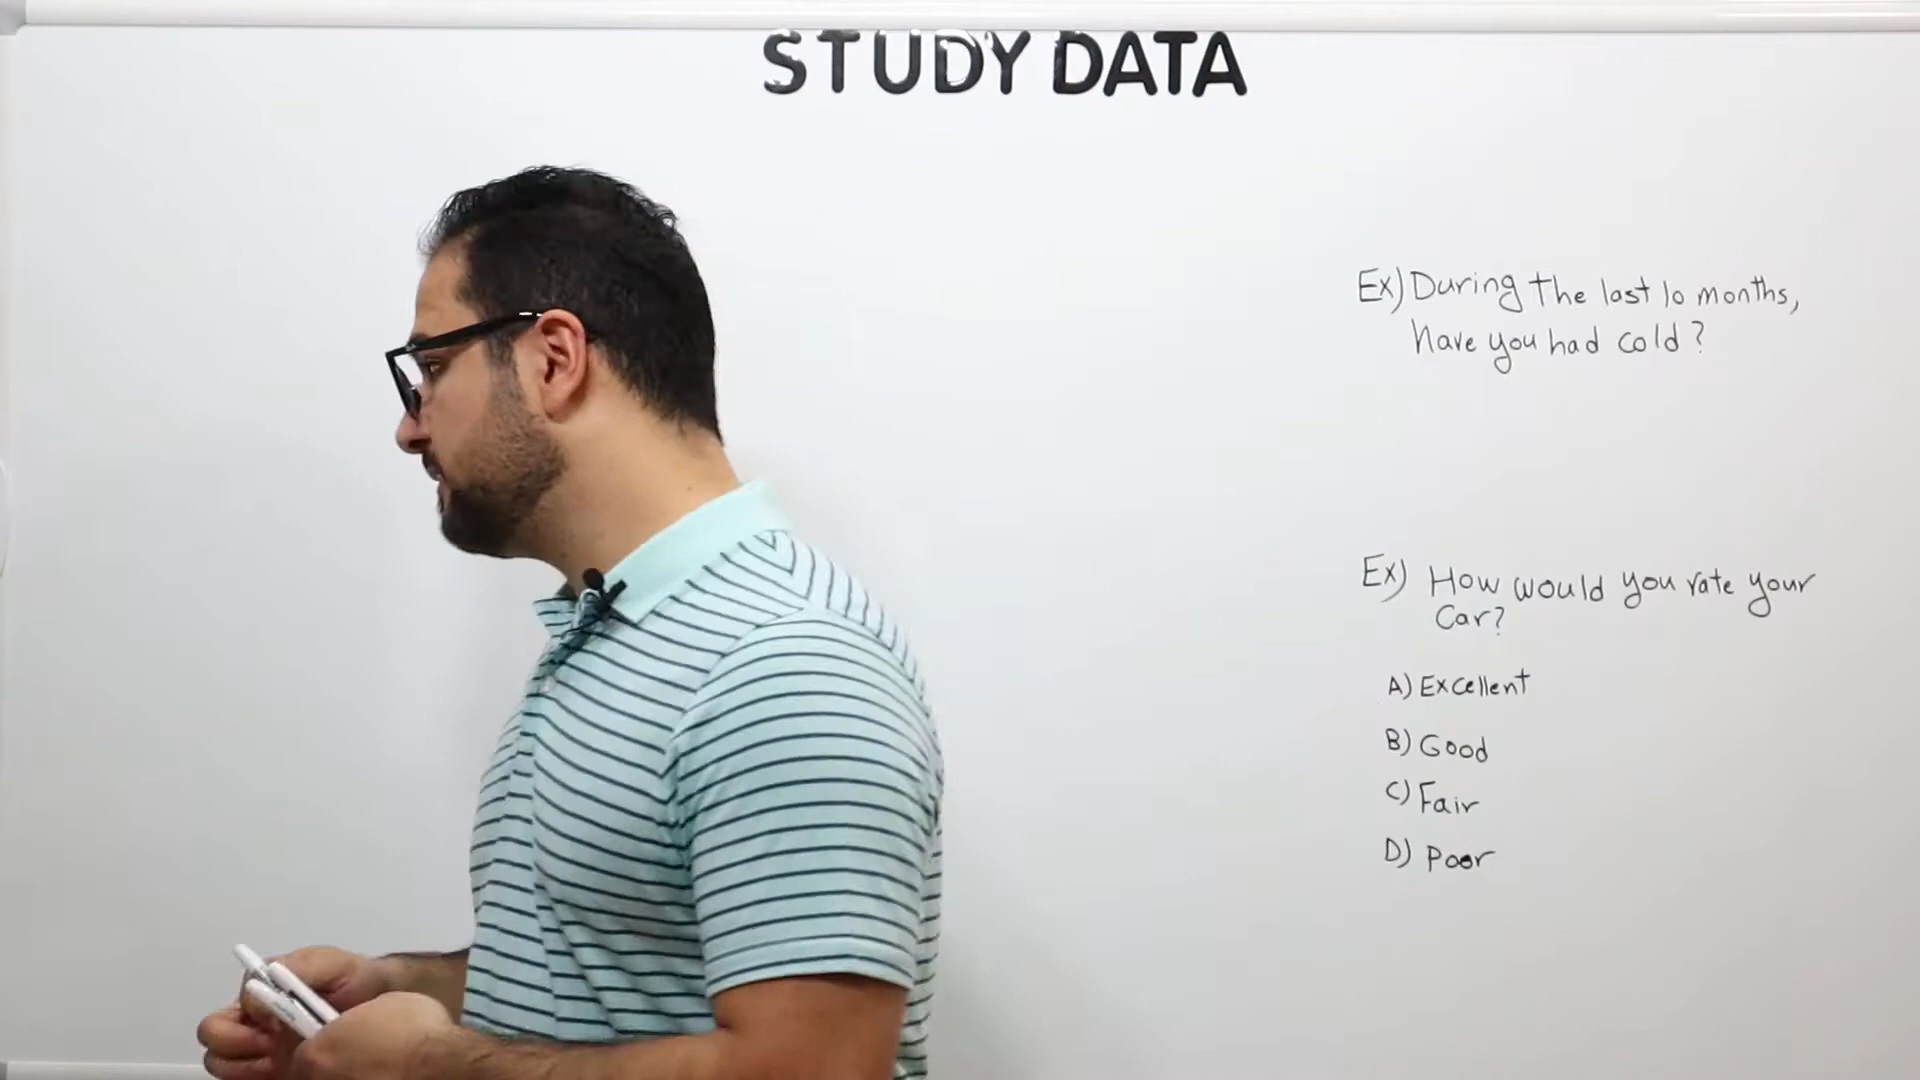 STUDY DATA
Ex) During the last 10 months,
have you had cold?
Ex) How would you rate your
Car?
A) Excellent
B) Good
C) Fair
D) Poor